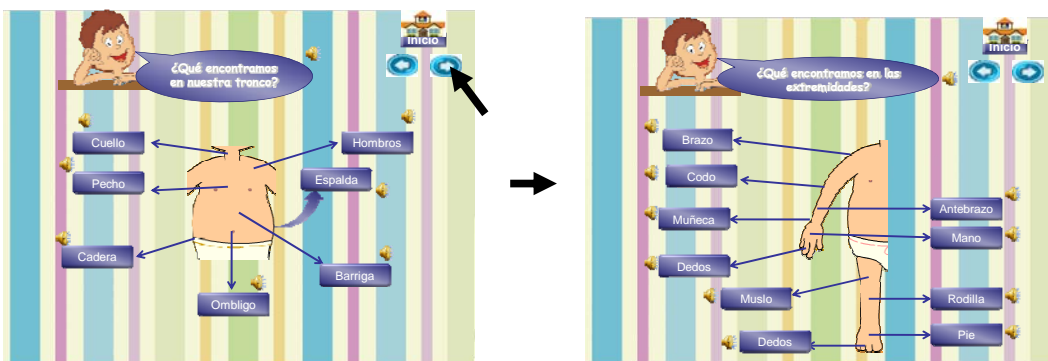 ¿Qué encontramos
en nuestra tronco?
Inicio
Cuello
Hombros
Pecho
Espalda
Cadera
Barriga
Ombligo
¿Qué encontramos en las
extremidades?
Inicio
Brazo
Codo
Antebrazo
Muñeca
Mano
Dedos
Muslo
Rodilla
Pie
Dedos